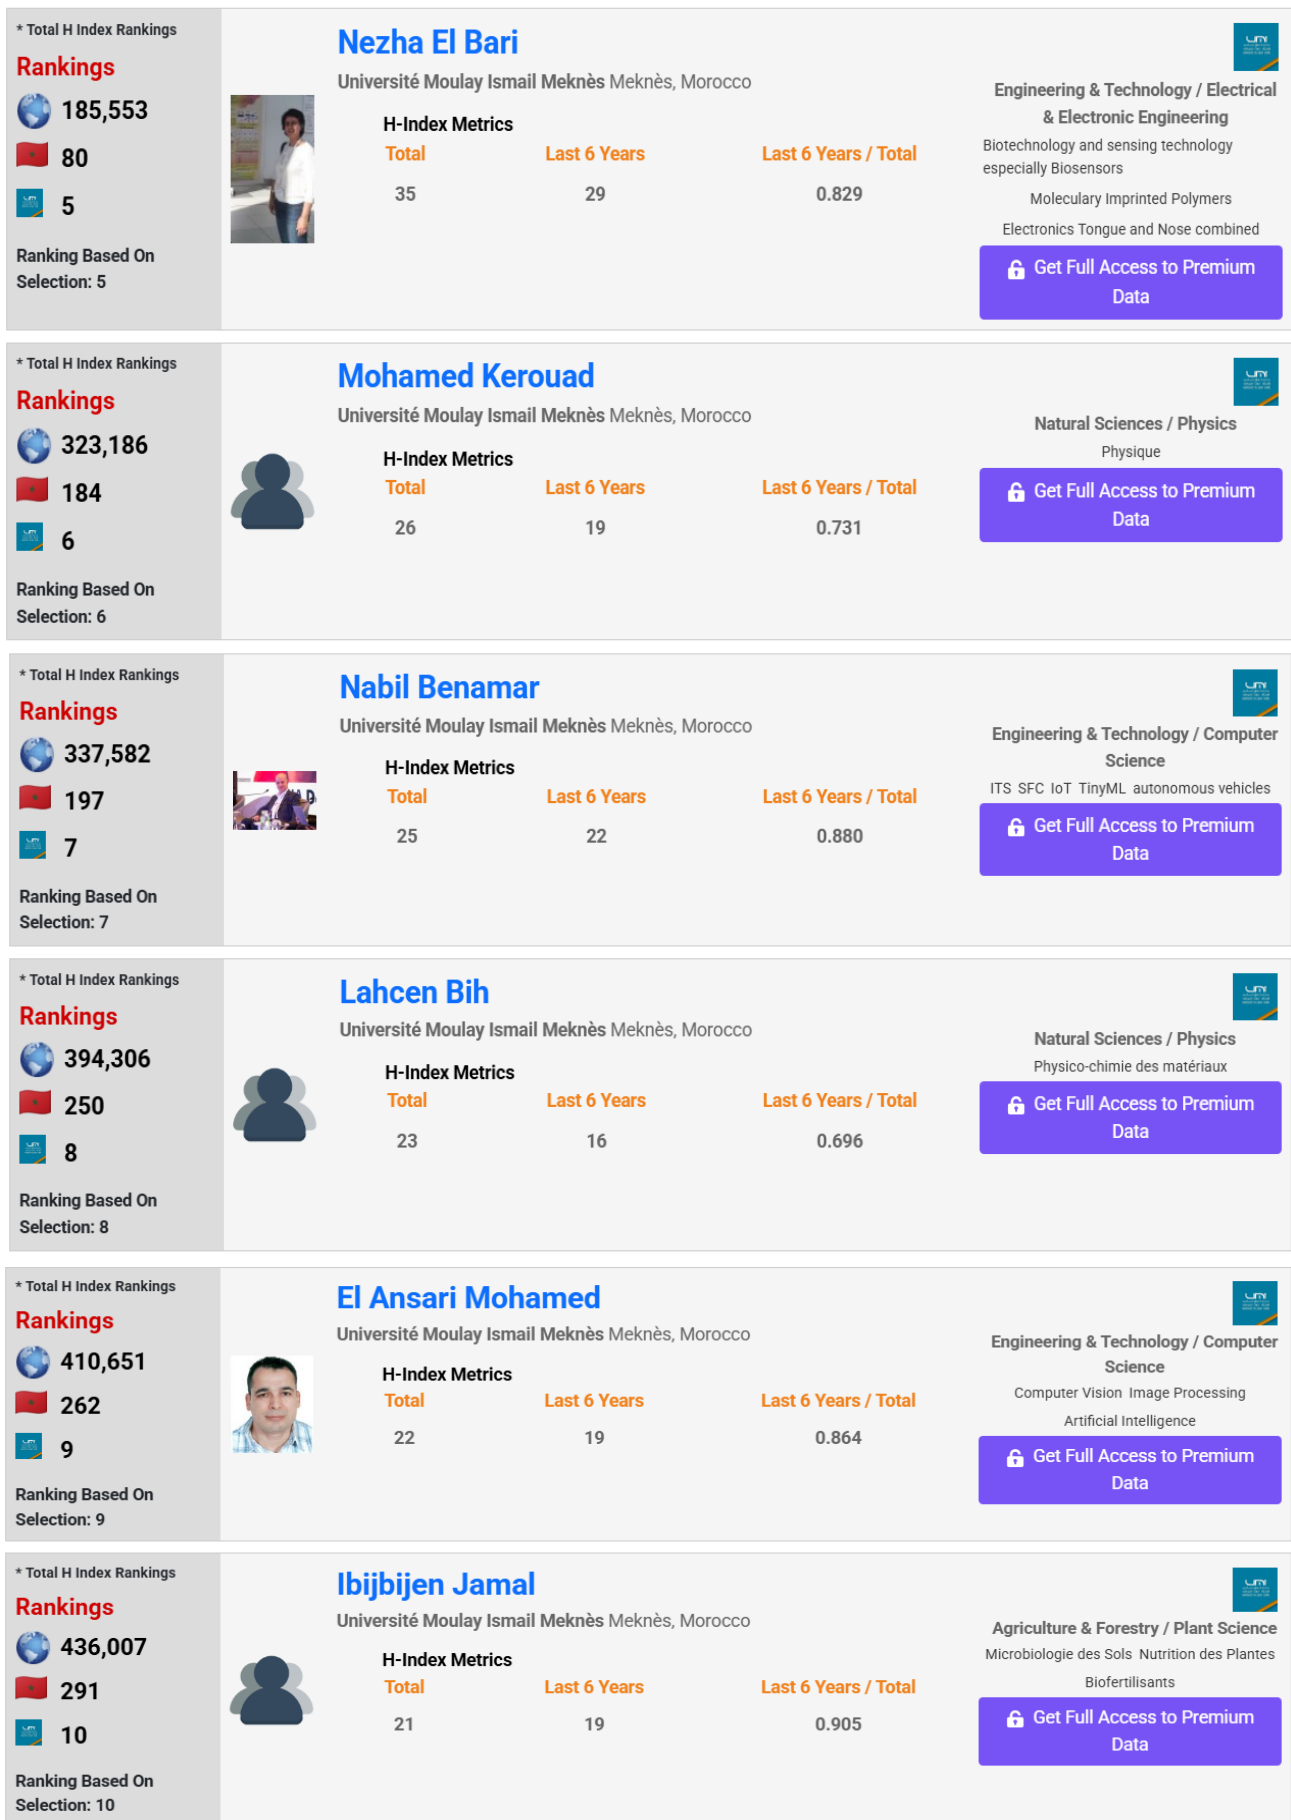 * Total H Index Rankings
Rankings
185,553
80
5
Ranking Based On
Selection: 5
Nezha El Bari
Université Moulay Ismail Meknès Meknès, Morocco
H-Index Metrics
Total Last 6 Years Last 6 Years / Total
35 29 0.829
Engineering & Technology / Electrical
& Electronic Engineering
Biotechnology and sensing technology
especially Biosensors
Moleculary Imprinted Polymers
Electronics Tongue and Nose combined
Get Full Access to Premium
Data
* Total H Index Rankings
Rankings
323,186
184
6
Ranking Based On
Selection: 6
Mohamed Kerouad
Université Moulay Ismail Meknès Meknès, Morocco
H-Index Metrics
Total Last 6 Years Last 6 Years / Total
26 19 0.731
Natural Sciences / Physics
Physique
Get Full Access to Premium
Data
* Total H Index Rankings
Rankings
337,582
197
7
Ranking Based On
Selection: 7
Nabil Benamar
Université Moulay Ismail Meknès Meknès, Morocco
H-Index Metrics
Total Last 6 Years Last 6 Years / Total
25 22 0.880
Engineering & Technology / Computer
Science
ITS SFC IoT TinyML autonomous vehicles
Get Full Access to Premium
Data
* Total H Index Rankings
Rankings
394,306
250
8
Ranking Based On
Selection: 8
Lahcen Bih
Université Moulay Ismail Meknès Meknès, Morocco
H-Index Metrics
Total Last 6 Years Last 6 Years / Total
23 16 0.696
Natural Sciences / Physics
Physico-chimie des matériaux
Get Full Access to Premium
Data
* Total H Index Rankings
Rankings
410,651
262
9
Ranking Based On
Selection: 9
El Ansari Mohamed
Université Moulay Ismail Meknès Meknès, Morocco
H-Index Metrics
Total Last 6 Years Last 6 Years / Total
22 19 0.864
Engineering & Technology / Computer
Science
Computer Vision Image Processing
Artificial Intelligence
Get Full Access to Premium
Data
* Total H Index Rankings
Rankings
436,007
291
10
Ranking Based On
Selection: 10
Ibijbijen Jamal
Université Moulay Ismail Meknès Meknès, Morocco
H-Index Metrics
Total Last 6 Years Last 6 Years / Total
21 19 0.905
Agriculture & Forestry / Plant Science
Microbiologie des Sols Nutrition des Plantes
Biofertilisants
Get Full Access to Premium
Data